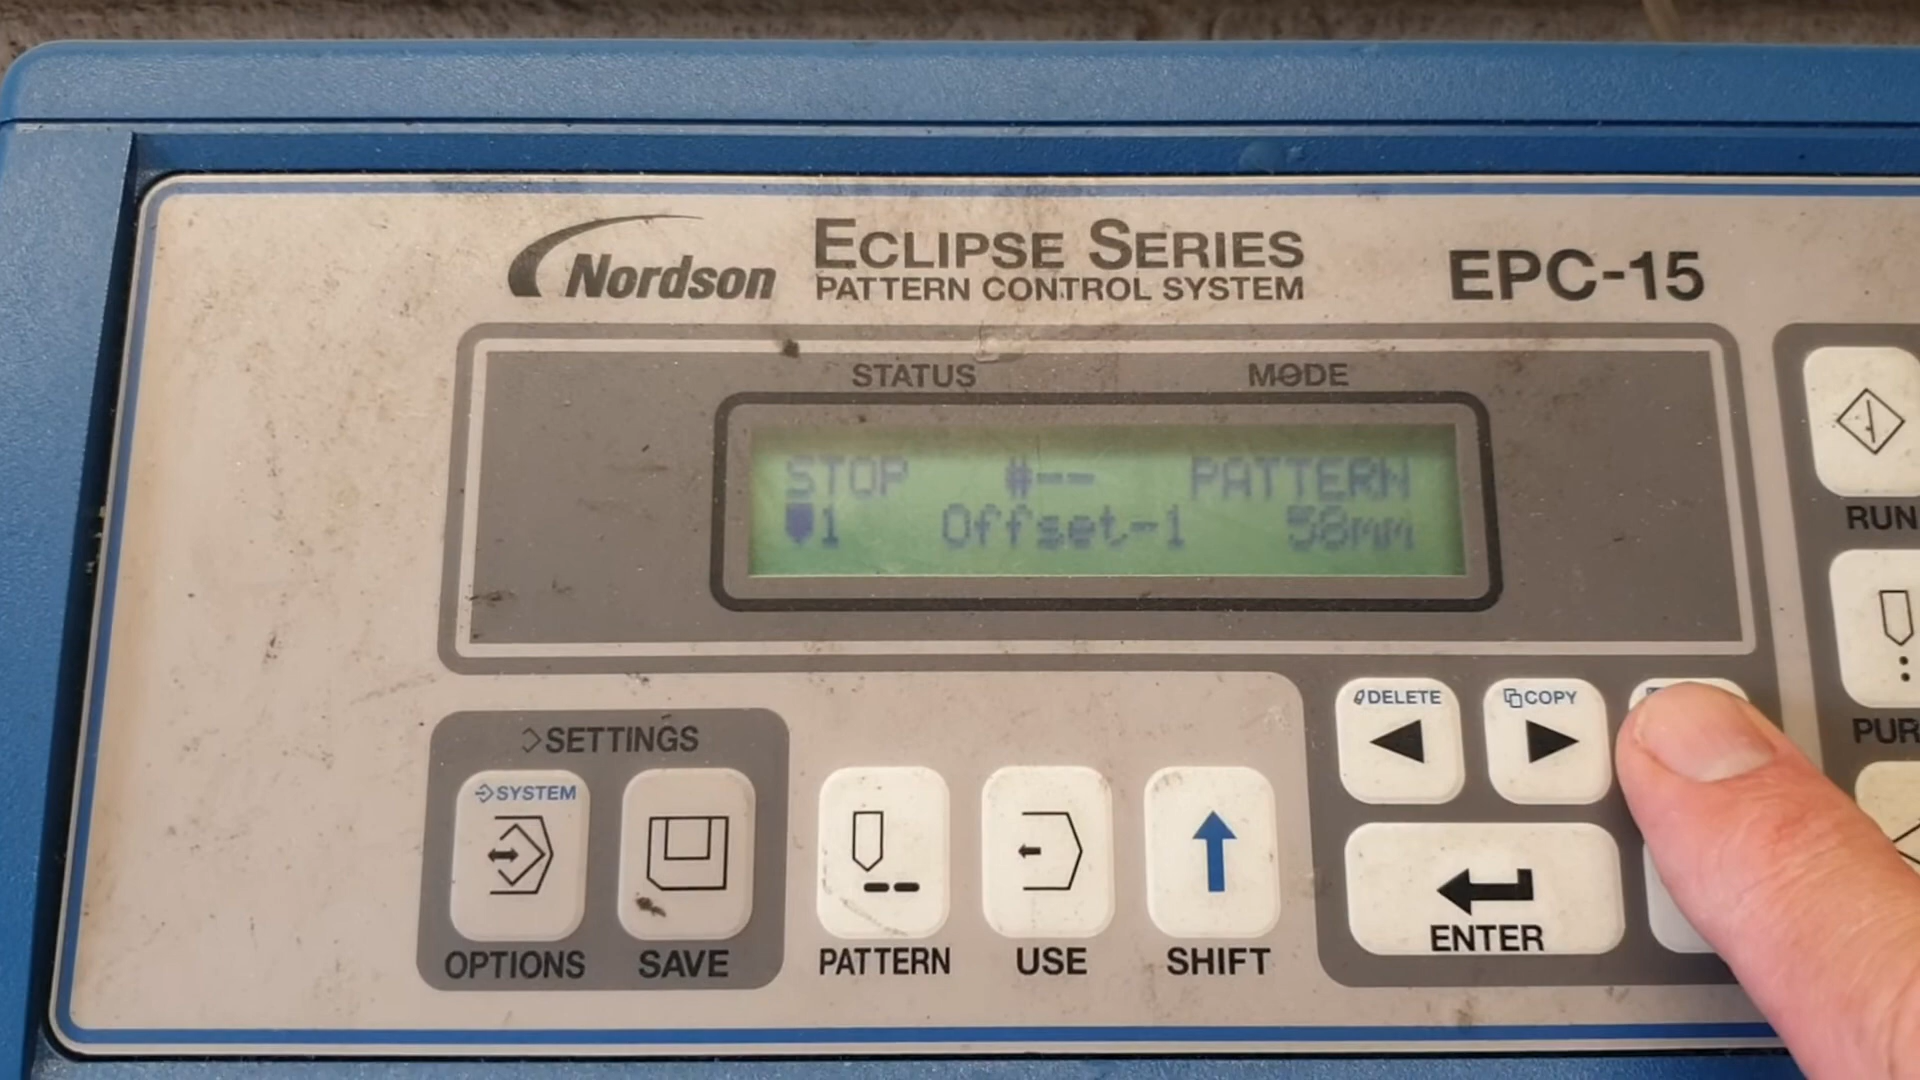 Nordson
ECLIPSE SERIES
PATTERN CONTROL SYSTEM
EPC-15
STATUS
MODE
STOP #-- PATTERN
1 Offset-1 58mm
RUN
PUR
DELETE
COPY
SETTINGS
SYSTEM
ENTER
OPTIONS
SAVE
PATTERN
USE
SHIFT